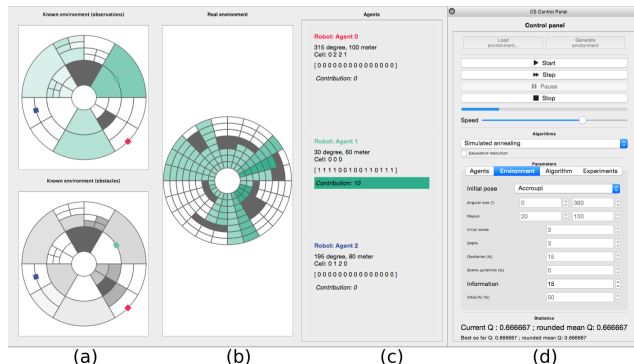 Known environment (observations)
Real environment
Agents
Known environment (obstacles)
Robot: Agent 0
315 degree, 100 meter
Cell: 0 2 2 1
[ 0 0 0 0 0 0 0 0 0 0 0 0 0 0 0 ]
Contribution: 0
Robot: Agent 1
30 degree, 60 meter
Cell: 0 0 0
[ 1 1 1 1 0 0 1 0 0 1 1 0 1 1 1 ]
Contribution: 10
Robot: Agent 2
195 degree, 80 meter
Cell: 0 1 2 0
[ 0 0 0 0 0 0 0 0 0 0 0 0 0 0 0 ]
Contribution: 0
CS Control Panel
Control panel
Load
environment...
Generate
environment
Start
Step
Pause
Stop
Speed
Algorithms
Simulated annealing
Exhaustive resolution
Parameters
Agents Environment Algorithm Experiments
Initial pose Accroupi
Angular size (°) 0 360
20 100
Initial zones 3
Depth 3
Obstacles (%) 15
0
Information 15
50
Statistics
Current Q : 0.666667 ; rounded mean Q: 0.666667
Best so far Q: 0.666667 ; rounded mean Q: 0.666667
(a) (b) (c) (d)